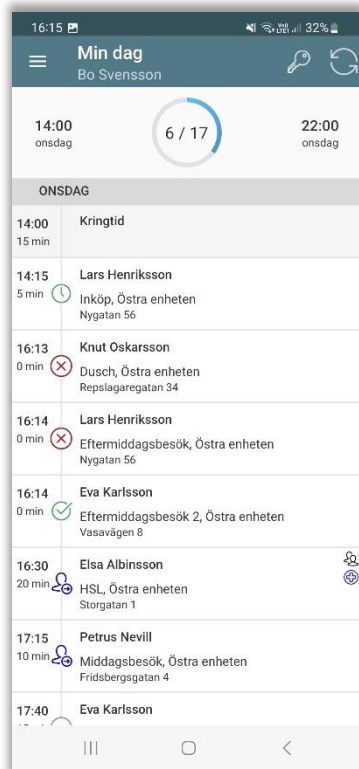 16:15 32%
Min dag
Bo Svensson
14:00 6 / 17 22:00
onsdag onsdag
ONSDAG
14:00 Kringtid
15 min
14:15 Lars Henriksson
5 min Inköp, Östra enheten
Nygatan 56
16:13 Knut Oskarsson
0 min Dusch, Östra enheten
Repslagaregatan 34
16:14 Lars Henriksson
0 min Eftermiddagsbesök, Östra enheten
Nygatan 56
16:14 Eva Karlsson
0 min Eftermiddagsbesök 2, Östra enheten
Vasavägen 8
16:30 Elsa Albinsson
20 min HSL, Östra enheten
Storgatan 1
17:15 Petrus Nevill
10 min Middagsbesök, Östra enheten
Fridsbergsgatan 4
17:40 Eva Karlsson